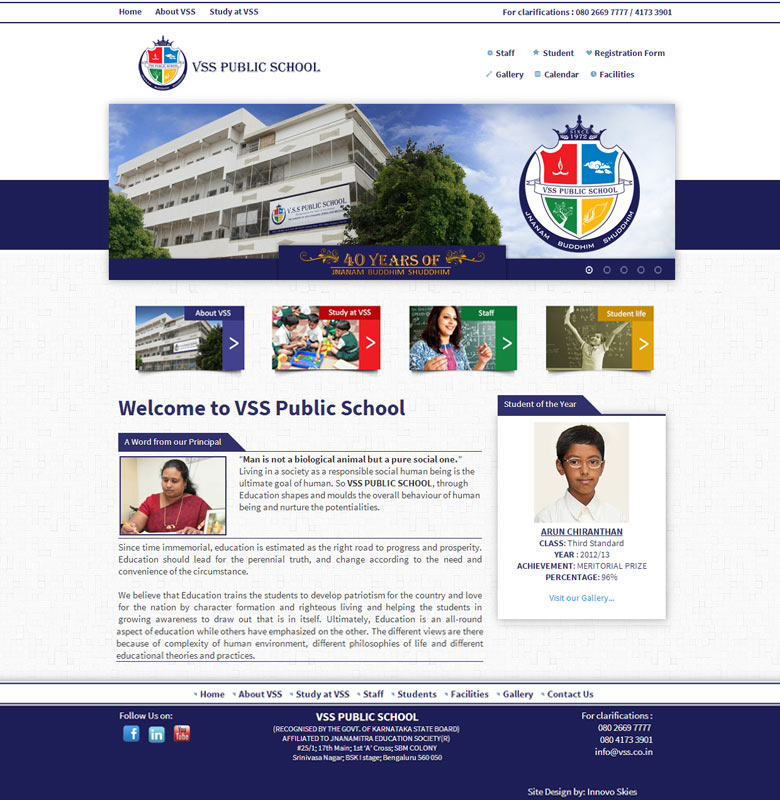 Home About VSS Study at VSS For clarifications : 080 2669 7777 / 4173 3901
VSS PUBLIC SCHOOL
VSS PUBLIC SCHOOL
Staff Student Registration Form
Gallery Calendar Facilities
SINCE
1972
VSS PUBLIC SCHOOL
JNANAM BUDDHIM SHUDDHIM
V.S.S PUBLIC SCHOOL
40 YEARS OF
JNANAM BUDDHIM SHUDDHIM
About VSS
Study at VSS
Staff
Student life
Welcome to VSS Public School
A Word from our Principal
"Man is not a biological animal but a pure social one."
Living in a society as a responsible social human being is the
ultimate goal of human. So VSS PUBLIC SCHOOL, through
Education shapes and moulds the overall behaviour of human
being and nurture the potentialities.
Since time immemorial, education is estimated as the right road to progress and prosperity.
Education should lead for the perennial truth, and change according to the need and
convenience of the circumstance.
We believe that Education trains the students to develop patriotism for the country and love
for the nation by character formation and righteous living and helping the students in
growing awareness to draw out that is in itself. Ultimately, Education is an all-round
aspect of education while others have emphasized on the other. The different views are there
because of complexity of human environment, different philosophies of life and different
educational theories and practices.
Student of the Year
ARUN CHIRANTHAN
CLASS: Third Standard
YEAR : 2012/13
ACHIEVEMENT: MERITORIAL PRIZE
PERCENTAGE: 96%
Visit our Gallery...
Home About VSS Study at VSS Staff Students Facilities Gallery Contact Us
Follow Us on:
f in You Tube
VSS PUBLIC SCHOOL
(RECOGNISED BY THE GOVT. OF KARNATAKA STATE BOARD)
AFFILIATED TO JNANAMITRA EDUCATION SOCIETY(R)
#25/1; 17th Main; 1st 'A' Cross; SBM COLONY
Srinivasa Nagar; BSK I stage; Bengaluru 560 050
For clarifications :
080 2669 7777
080 4173 3901
info@vss.co.in
Site Design by: Innovo Skies